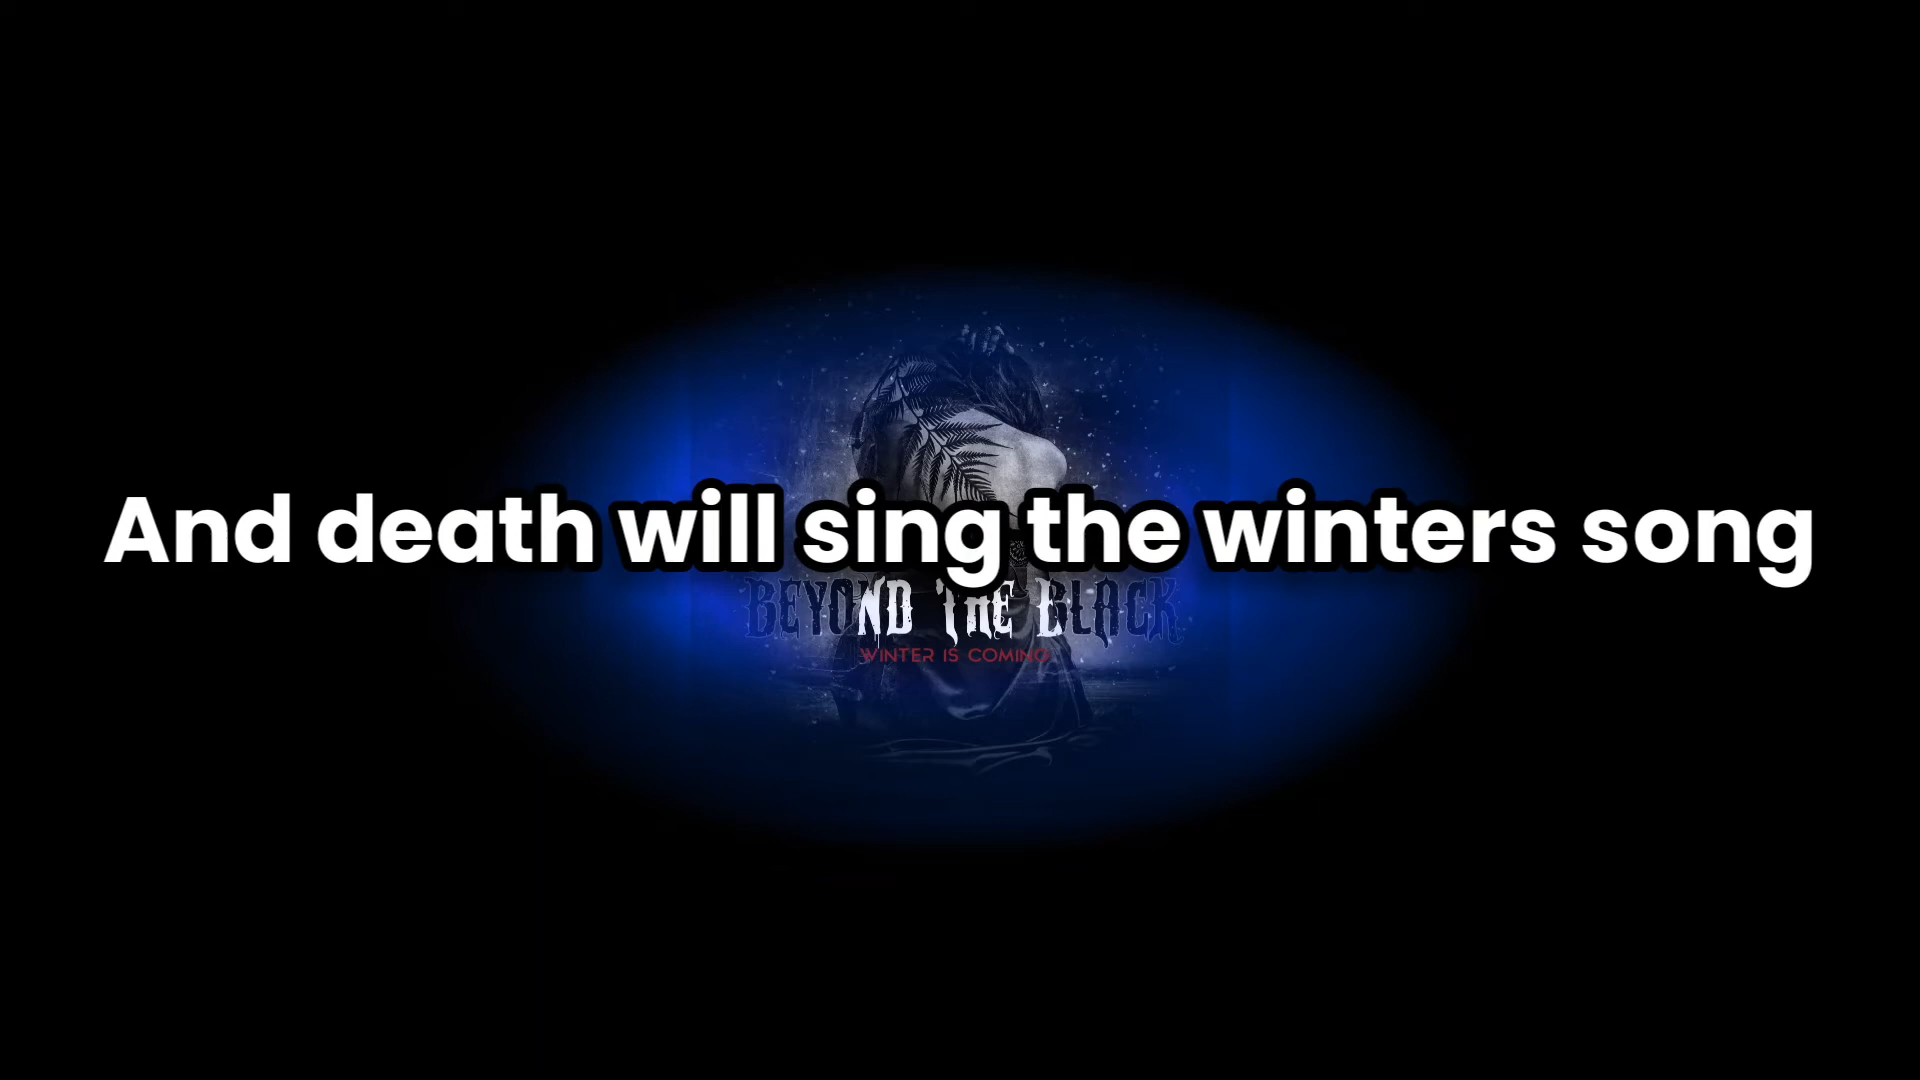 And death will sing the winters song
BEYOND THE BLACK
WINTER IS COMING